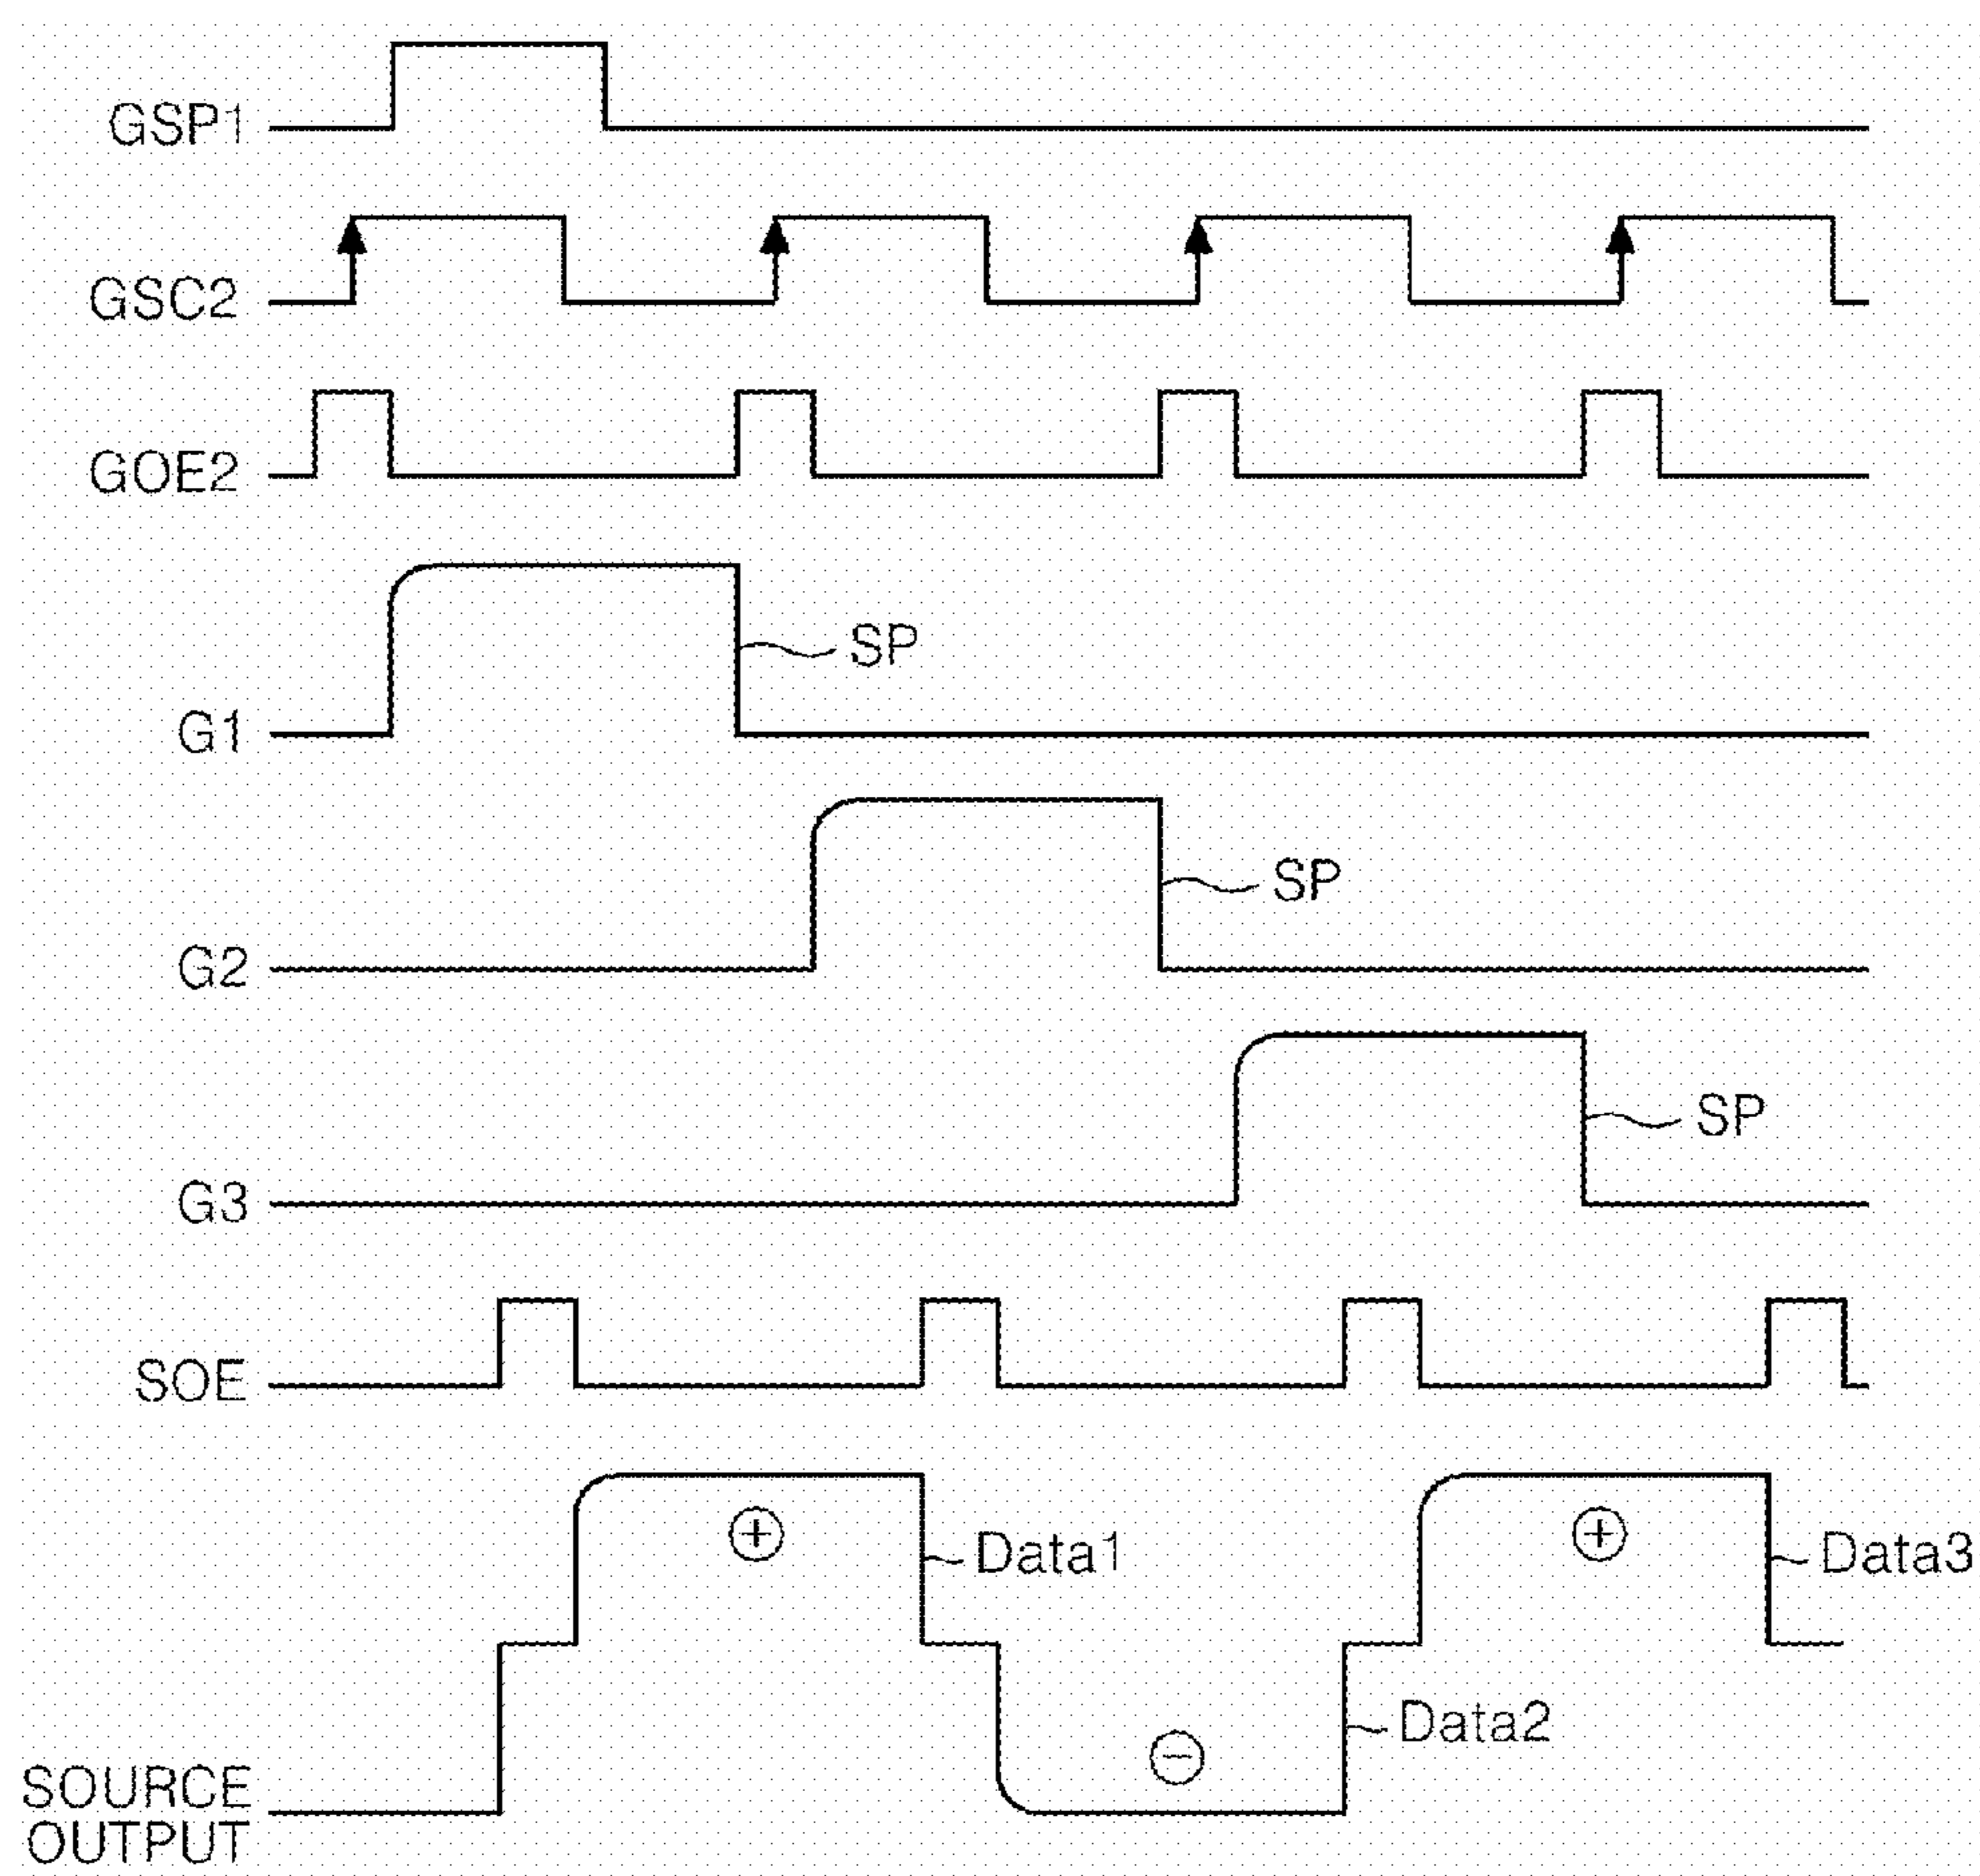 GSP1
GSC2
GOE2
SP
G1
SP
G2
SP
G3
SOE
+
+
Data1
Data3
Data2
−
SOURCE
OUTPUT